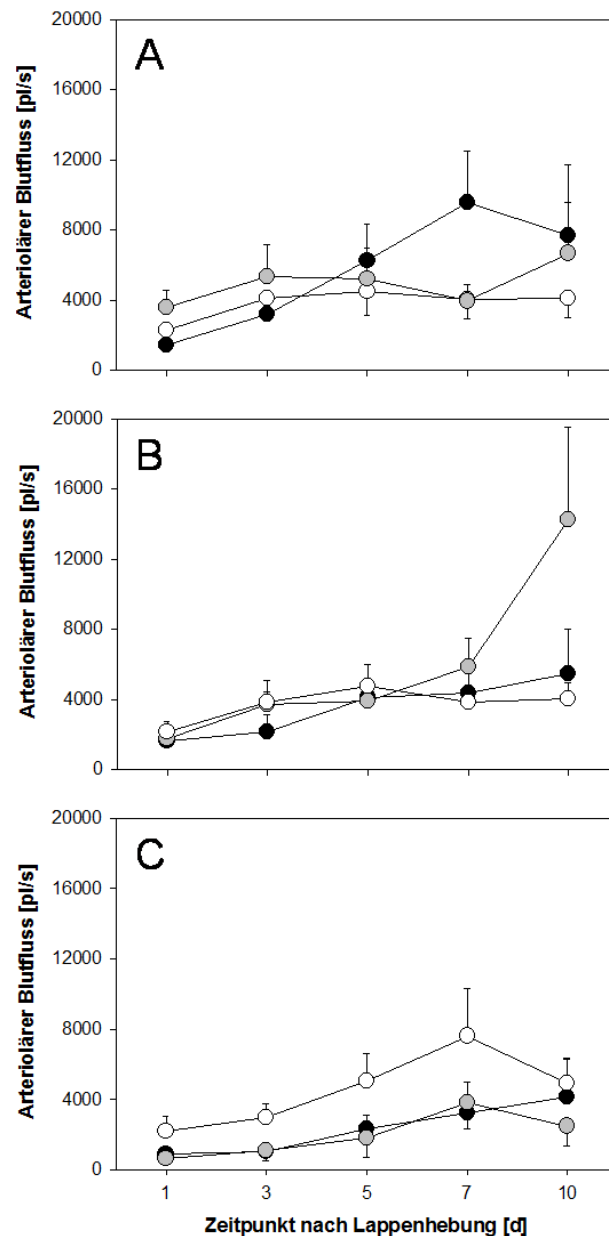 A
Arteriolärer Blutfluss [pl/s]
20000
16000
12000
8000
4000
0
B
Arteriolärer Blutfluss [pl/s]
20000
16000
12000
8000
4000
0
C
Arteriolärer Blutfluss [pl/s]
20000
16000
12000
8000
4000
0
1 3 5 7 10
Zeitpunkt nach Lappenhebung [d]